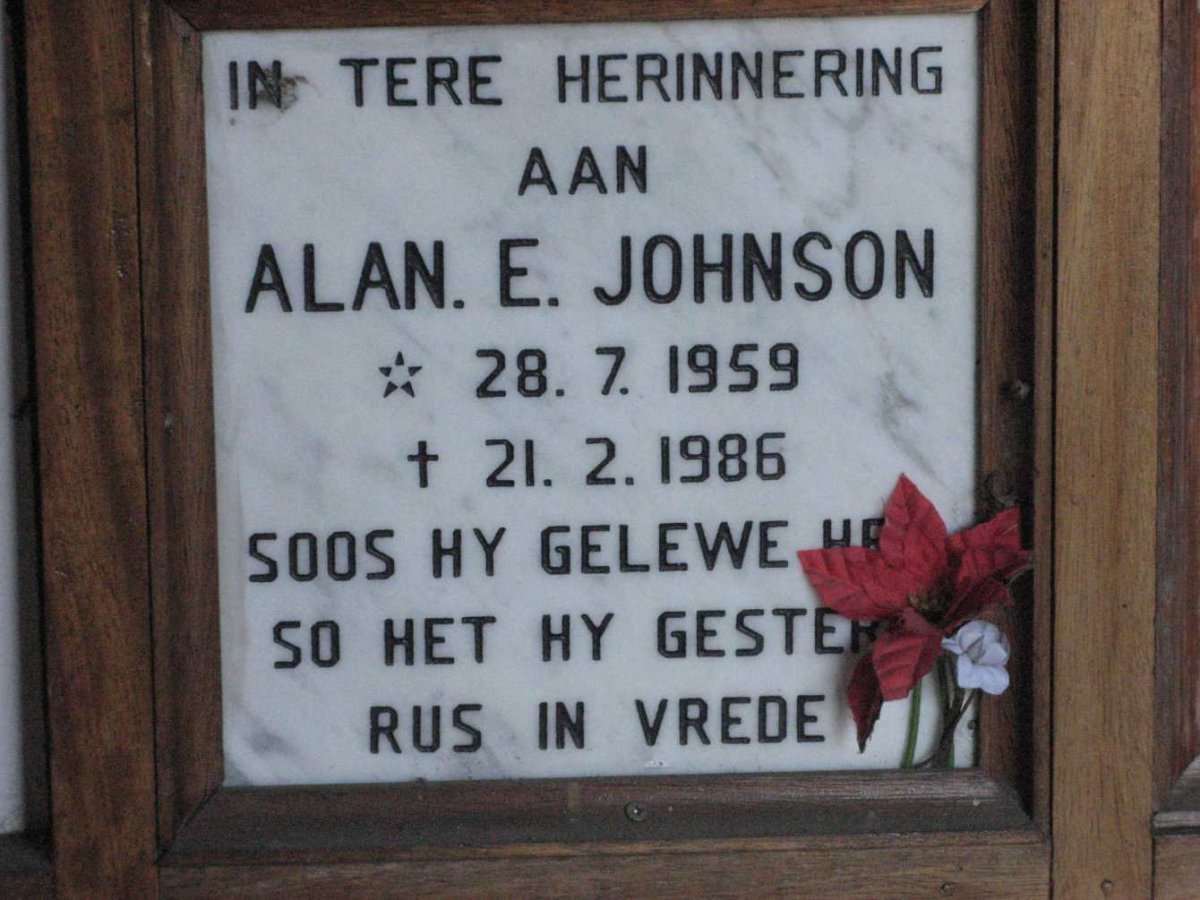 IN TERE HERINNERING
AAN
ALAN. E. JOHNSON
☆ 28. 7. 1959
† 21. 2. 1986
SOOS HY GELEWE
SO HET HY
RUS IN VREDE